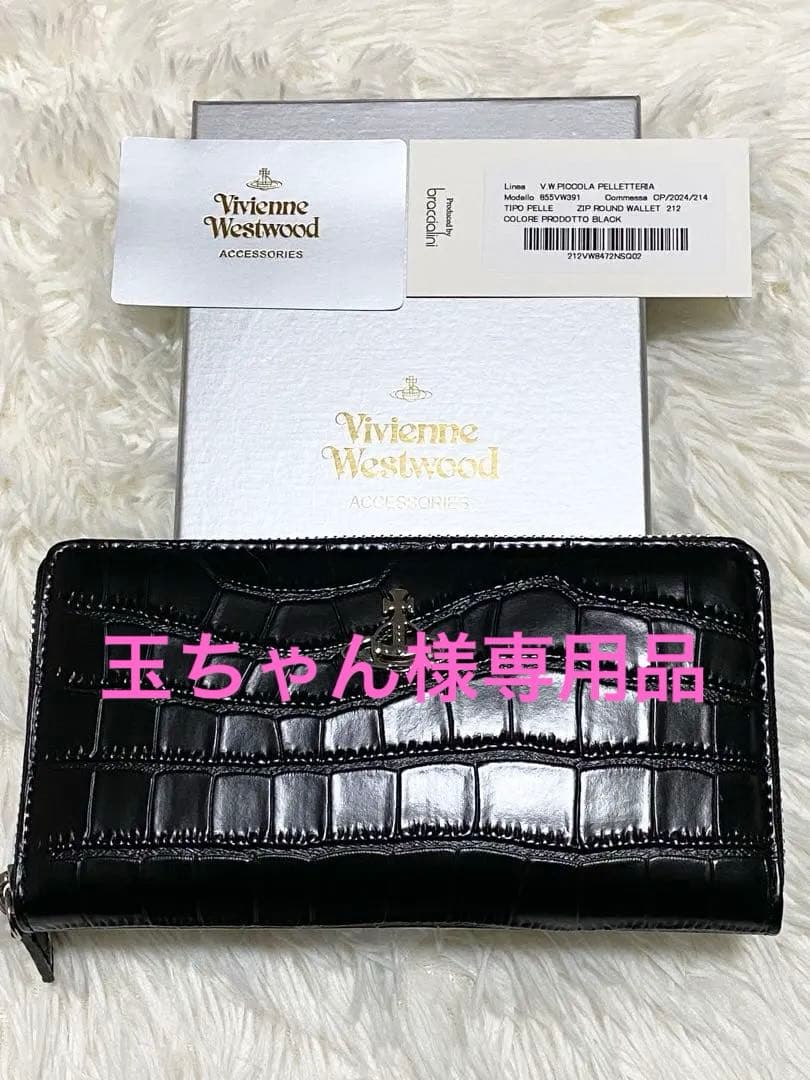 Vivienne
Westwood
ACCESSORIES
Produced by
braccialini
Linea V.W.PICCOLA PELLETTERIA
Modello 855VW391 Commessa CP/2024/214
TIPO PELLE ZIP ROUND WALLET 212
COLORE PRODOTTO BLACK
212VW8472NSQ02
Vivienne
Westwood
ACCESSORIES
玉ちゃん様専用品